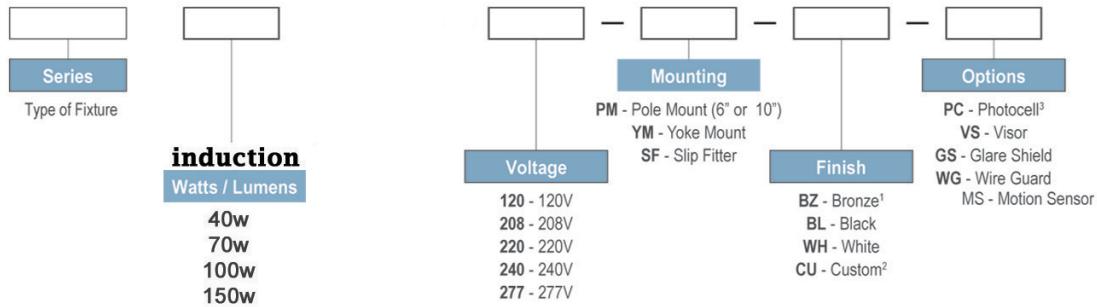 Series
Type of Fixture
induction
Watts / Lumens
40w
70w
100w
150w
Voltage
120 - 120V
208 - 208V
220 - 220V
240 - 240V
277 - 277V
Mounting
PM - Pole Mount (6” or 10”)
YM - Yoke Mount
SF - Slip Fitter
Finish
BZ - Bronze¹
BL - Black
WH - White
CU - Custom²
Options
PC - Photocell³
VS - Visor
GS - Glare Shield
WG - Wire Guard
MS - Motion Sensor